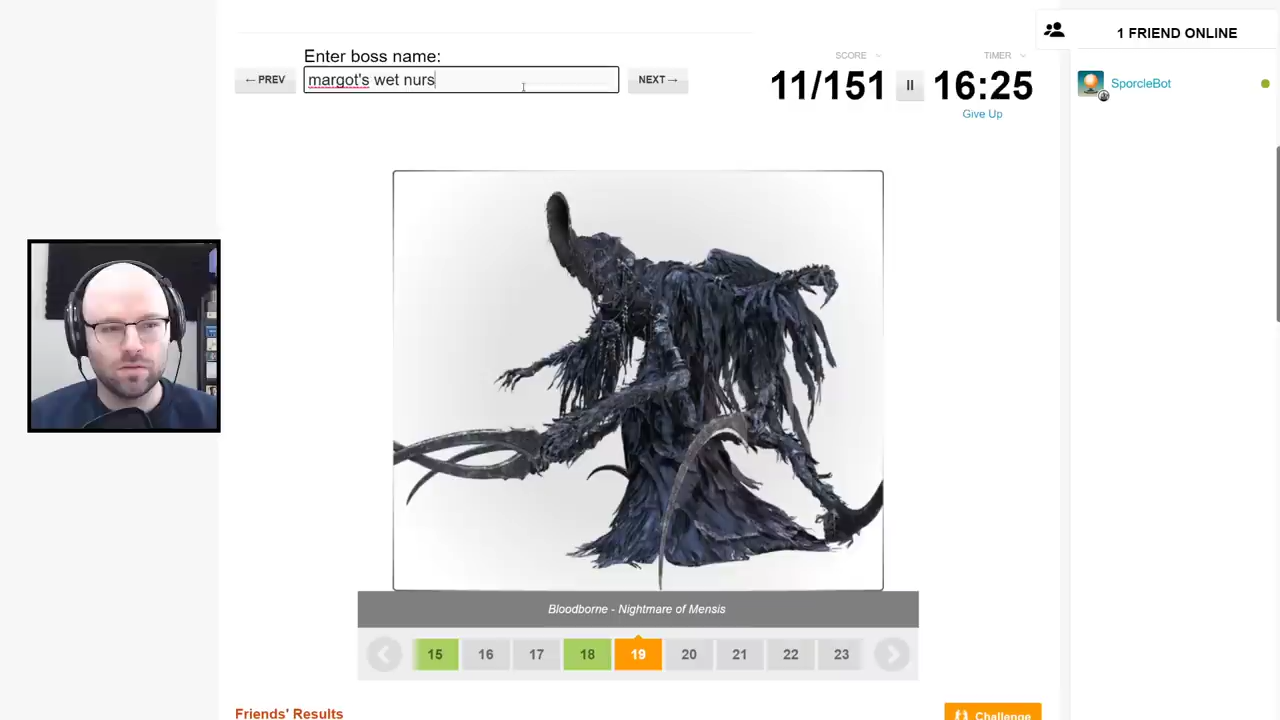 1 FRIEND ONLINE
Enter boss name:
SCORE
TIMER
← PREV
margot's wet nurs
NEXT →
11/151
16:25
SporcleBot
Give Up
Bloodborne - Nightmare of Mensis
15
16
17
18
19
20
21
22
23
Friends' Results
Challenge